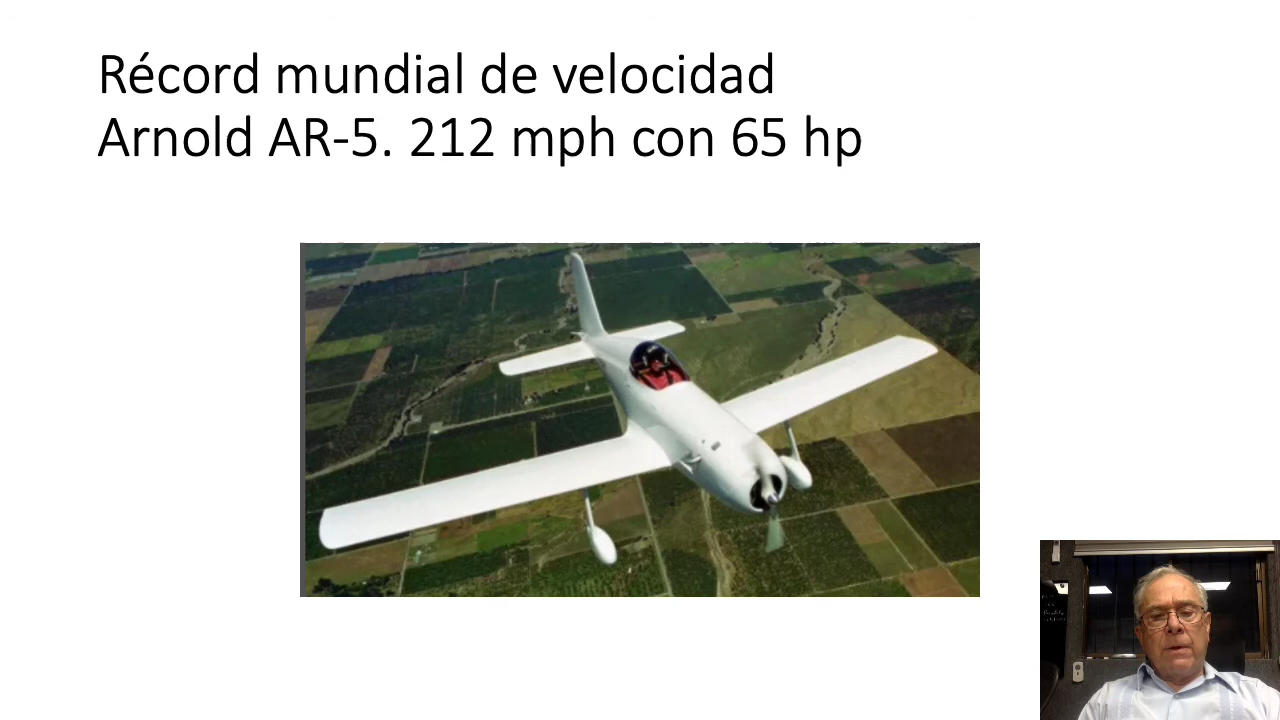 Récord mundial de velocidad
Arnold AR-5. 212 mph con 65 hp